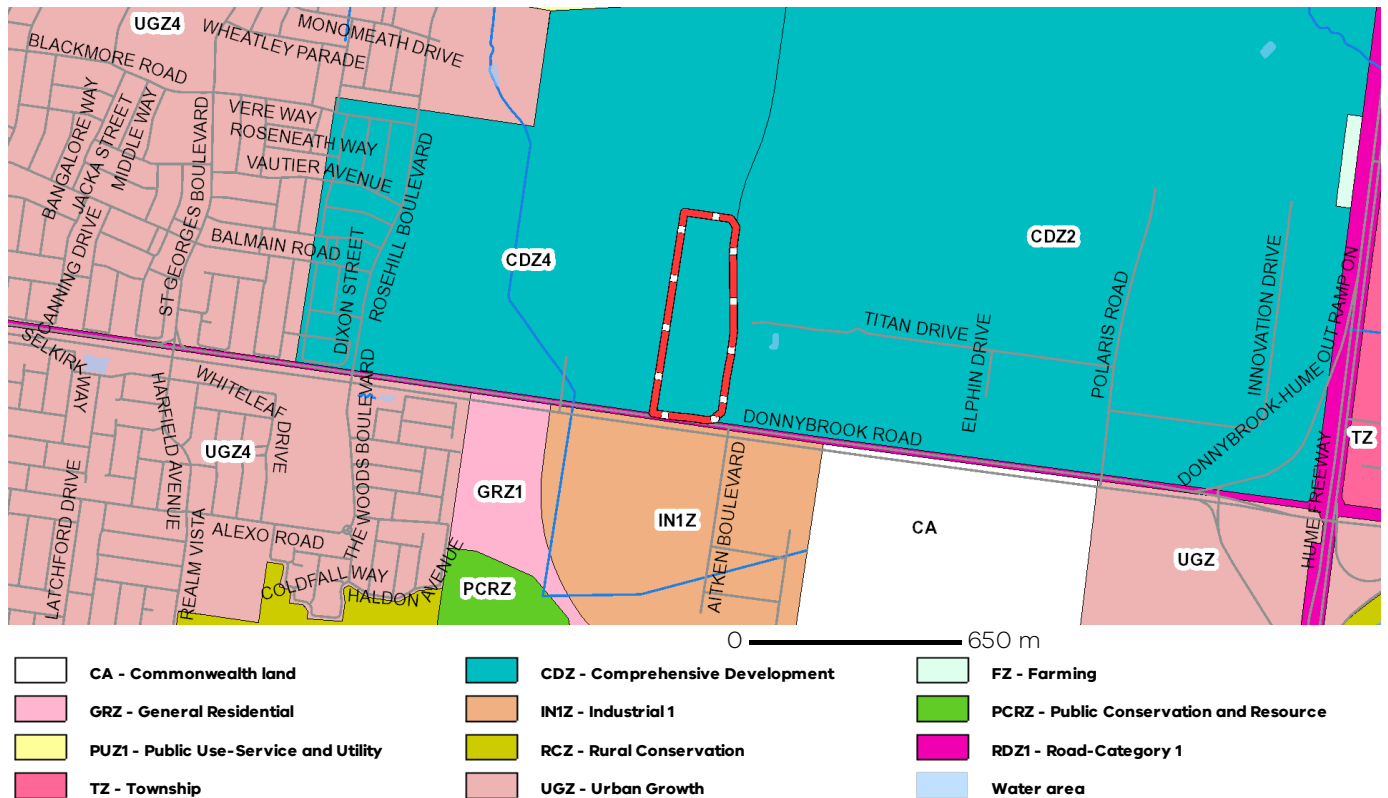 UGZ4
WHEATLEY PARADE
MONOMEATH DRIVE
BLACKMORE ROAD
BANGALORE WAY
JACKA STREET
MIDDLE WAY
VERE WAY
ROSENEATH WAY
VAUTIER AVENUE
ST GEORGES BOULEVARD
ROSEHILL BOULEVARD
CANNING DRIVE
BALMAIN ROAD
DIXON STREET
CDZ4
CDZ2
TITAN DRIVE
ELPHIN DRIVE
POLARIS ROAD
INNOVATION DRIVE
DONNYBROOK-HUME OUT RAMP ON
SELKIRK WAY
HARFIELD AVENUE
WHITELEAF DRIVE
THE WOODS BOULEVARD
DONNYBROOK ROAD
HUME FREEWAY
TZ
UGZ4
GRZ1
IN1Z
AITKEN BOULEVARD
CA
UGZ
LATCHFORD DRIVE
REALM VISTA
ALEXO ROAD
COLDFALL WAY
HALDON AVENUE
PCRZ
0 650 m
CA - Commonwealth land
CDZ - Comprehensive Development
FZ - Farming
GRZ - General Residential
IN1Z - Industrial 1
PCRZ - Public Conservation and Resource
PUZ1 - Public Use-Service and Utility
RCZ - Rural Conservation
RDZ1 - Road-Category 1
TZ - Township
UGZ - Urban Growth
Water area